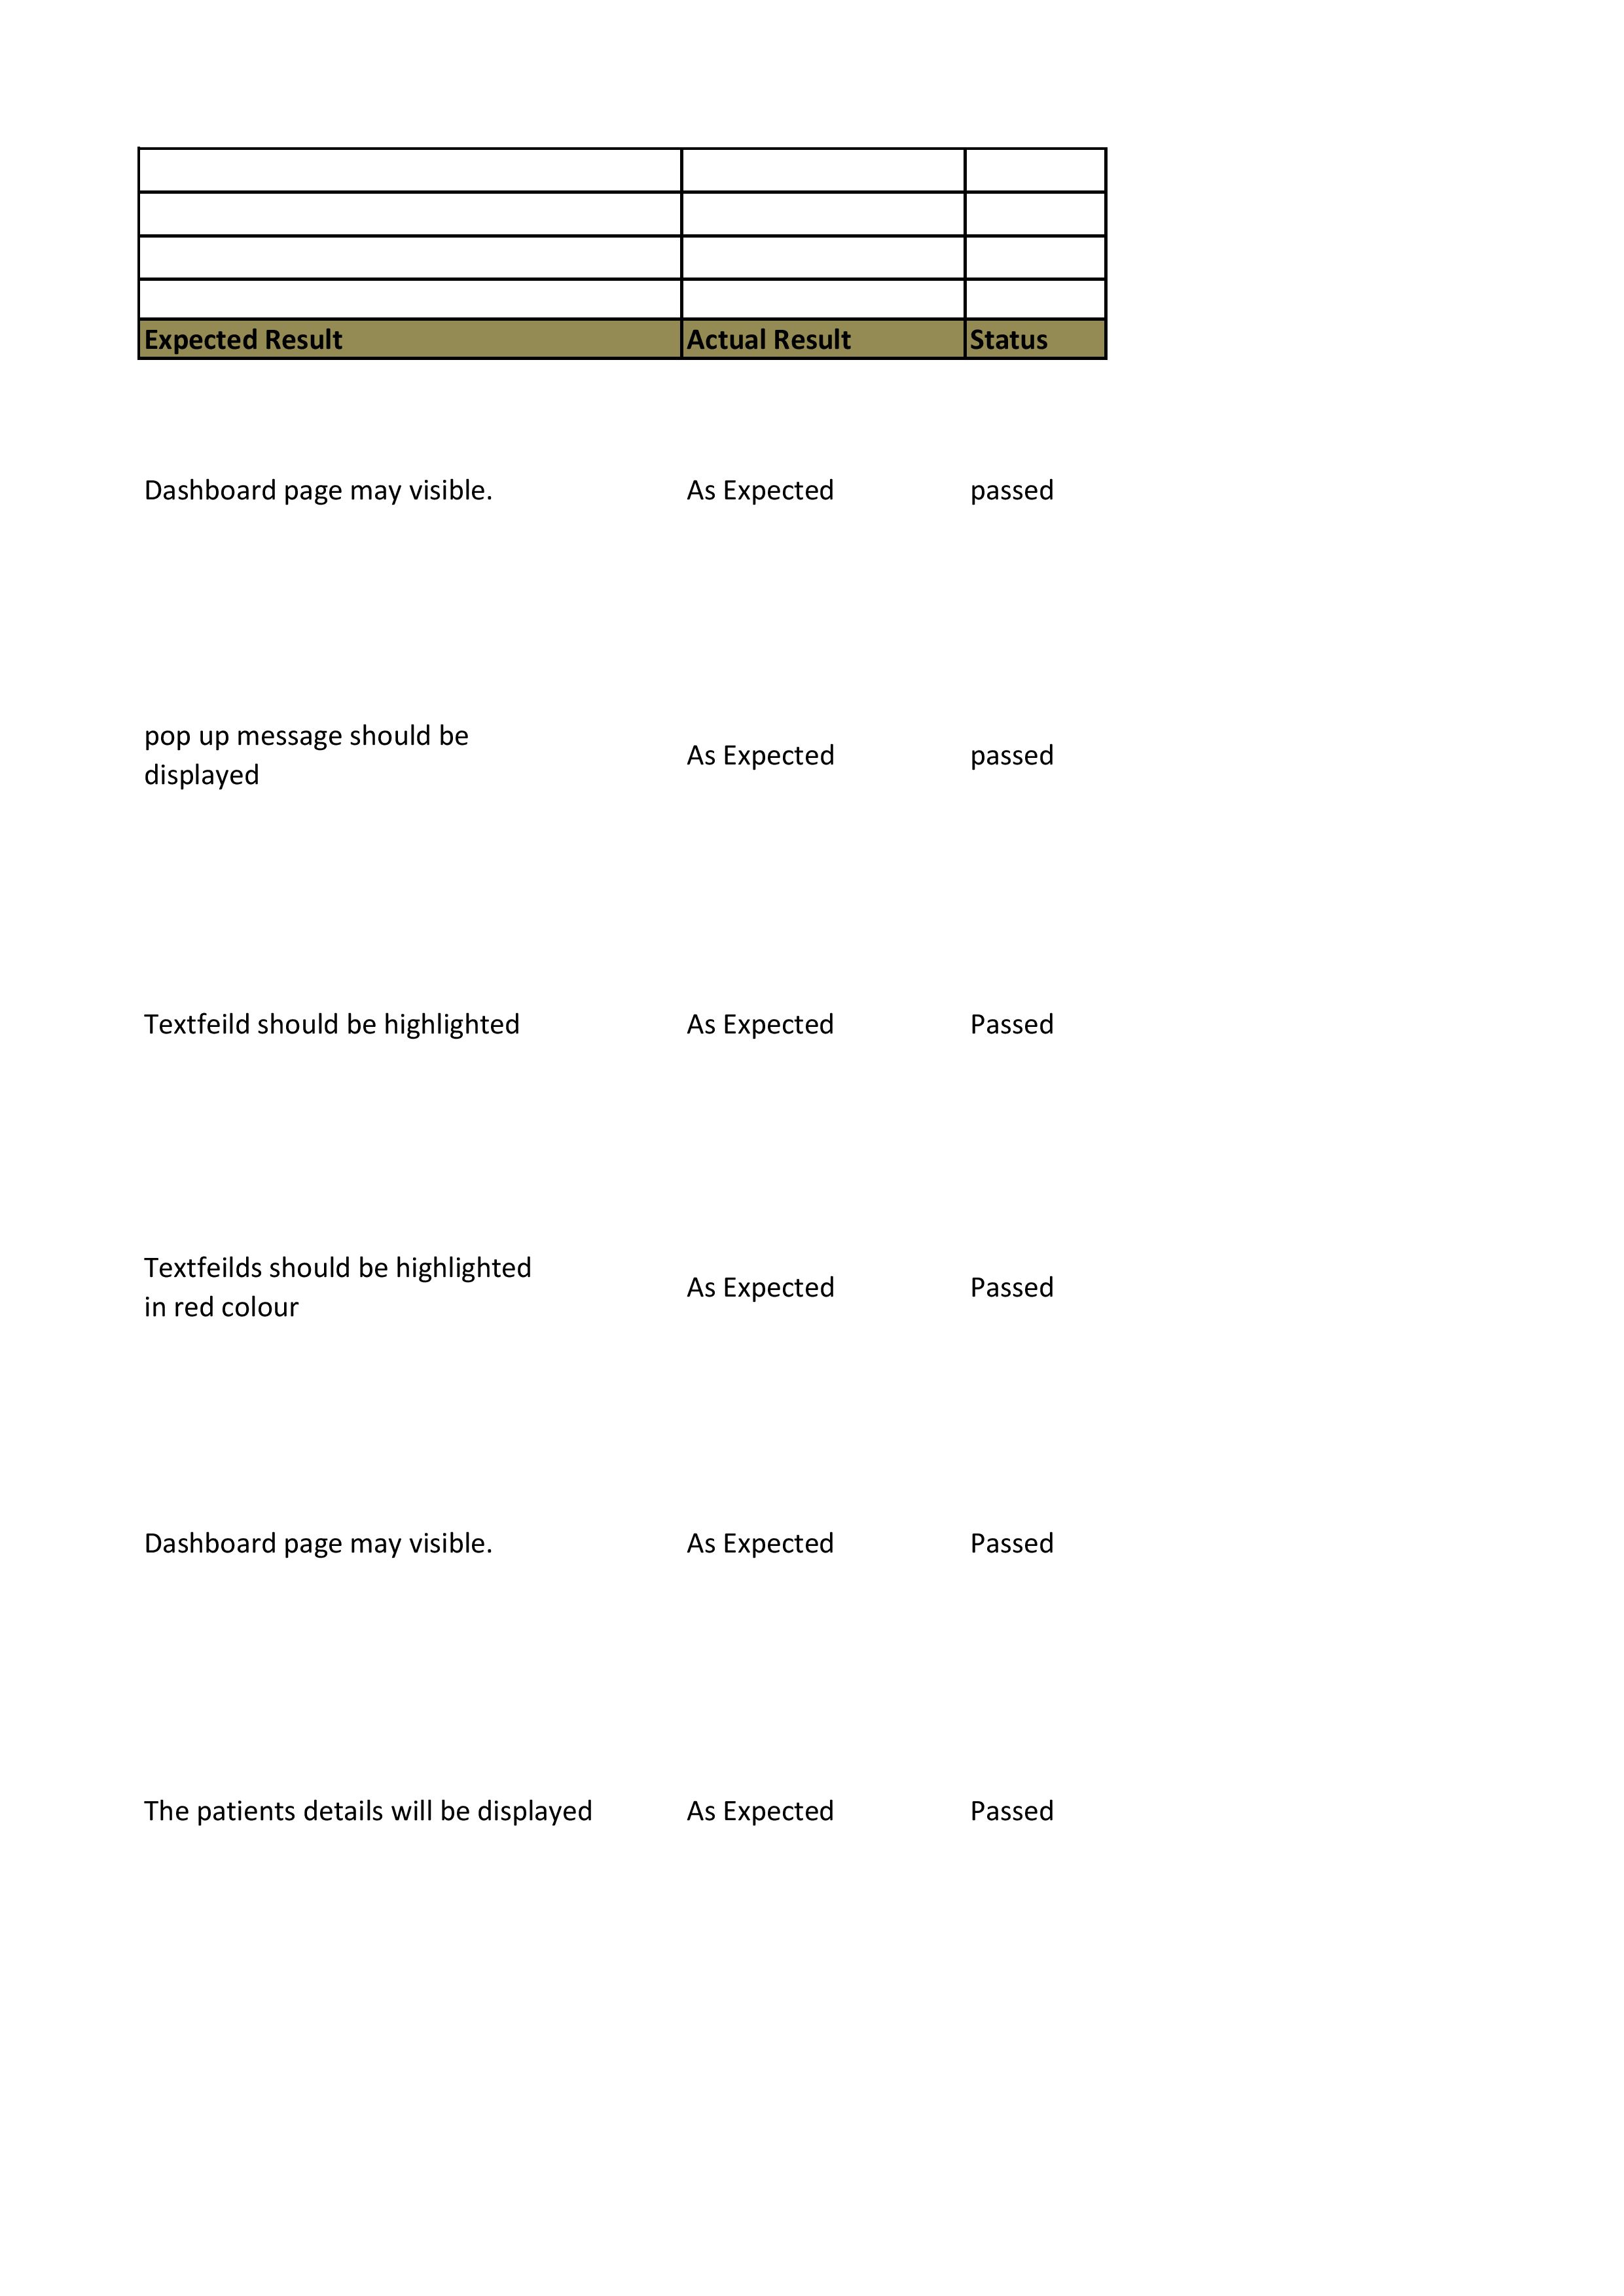 Expected Result Actual Result Status
Dashboard page may visible. As Expected passed
pop up message should be
displayed As Expected passed
Textfeild should be highlighted As Expected Passed
Textfeilds should be highlighted
in red colour As Expected Passed
Dashboard page may visible. As Expected Passed
The patients details will be displayed As Expected Passed